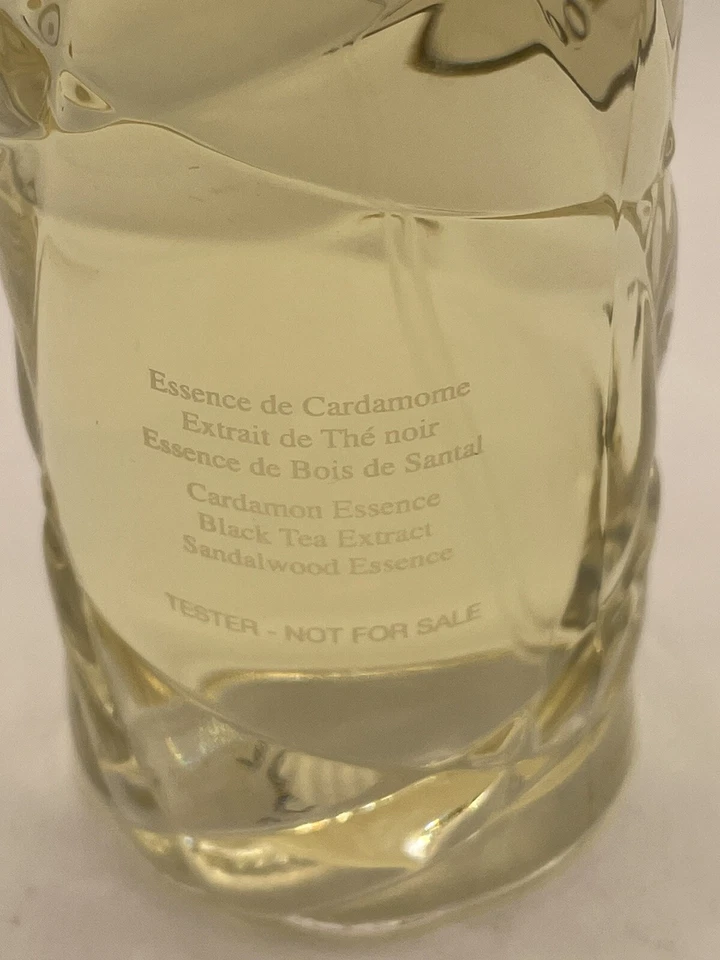 Essence de Cardamome
Extrait de Thé noir
Essence de Bois de Santal
Cardamon Essence
Black Tea Extract
Sandalwood Essence
TESTER - NOT FOR SALE